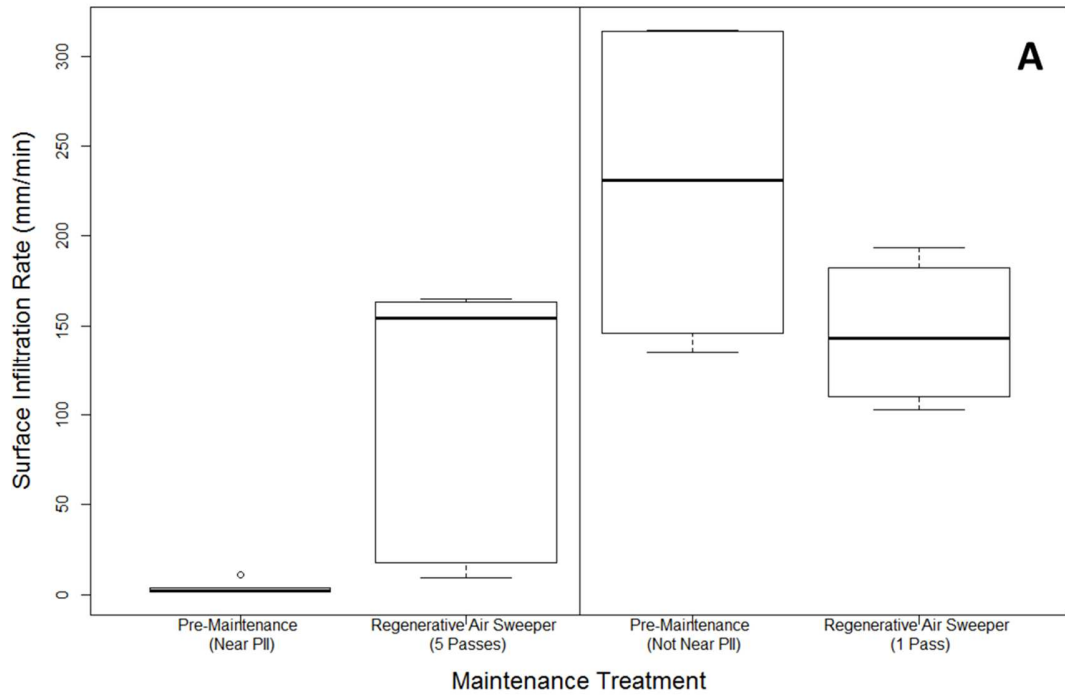 A
Surface Infiltration Rate (mm/min)
300
250
200
150
100
50
0
Pre-Maintenance
(Near PII)
Regenerative Air Sweeper
(5 Passes)
Pre-Maintenance
(Not Near PII)
Regenerative Air Sweeper
(1 Pass)
Maintenance Treatment